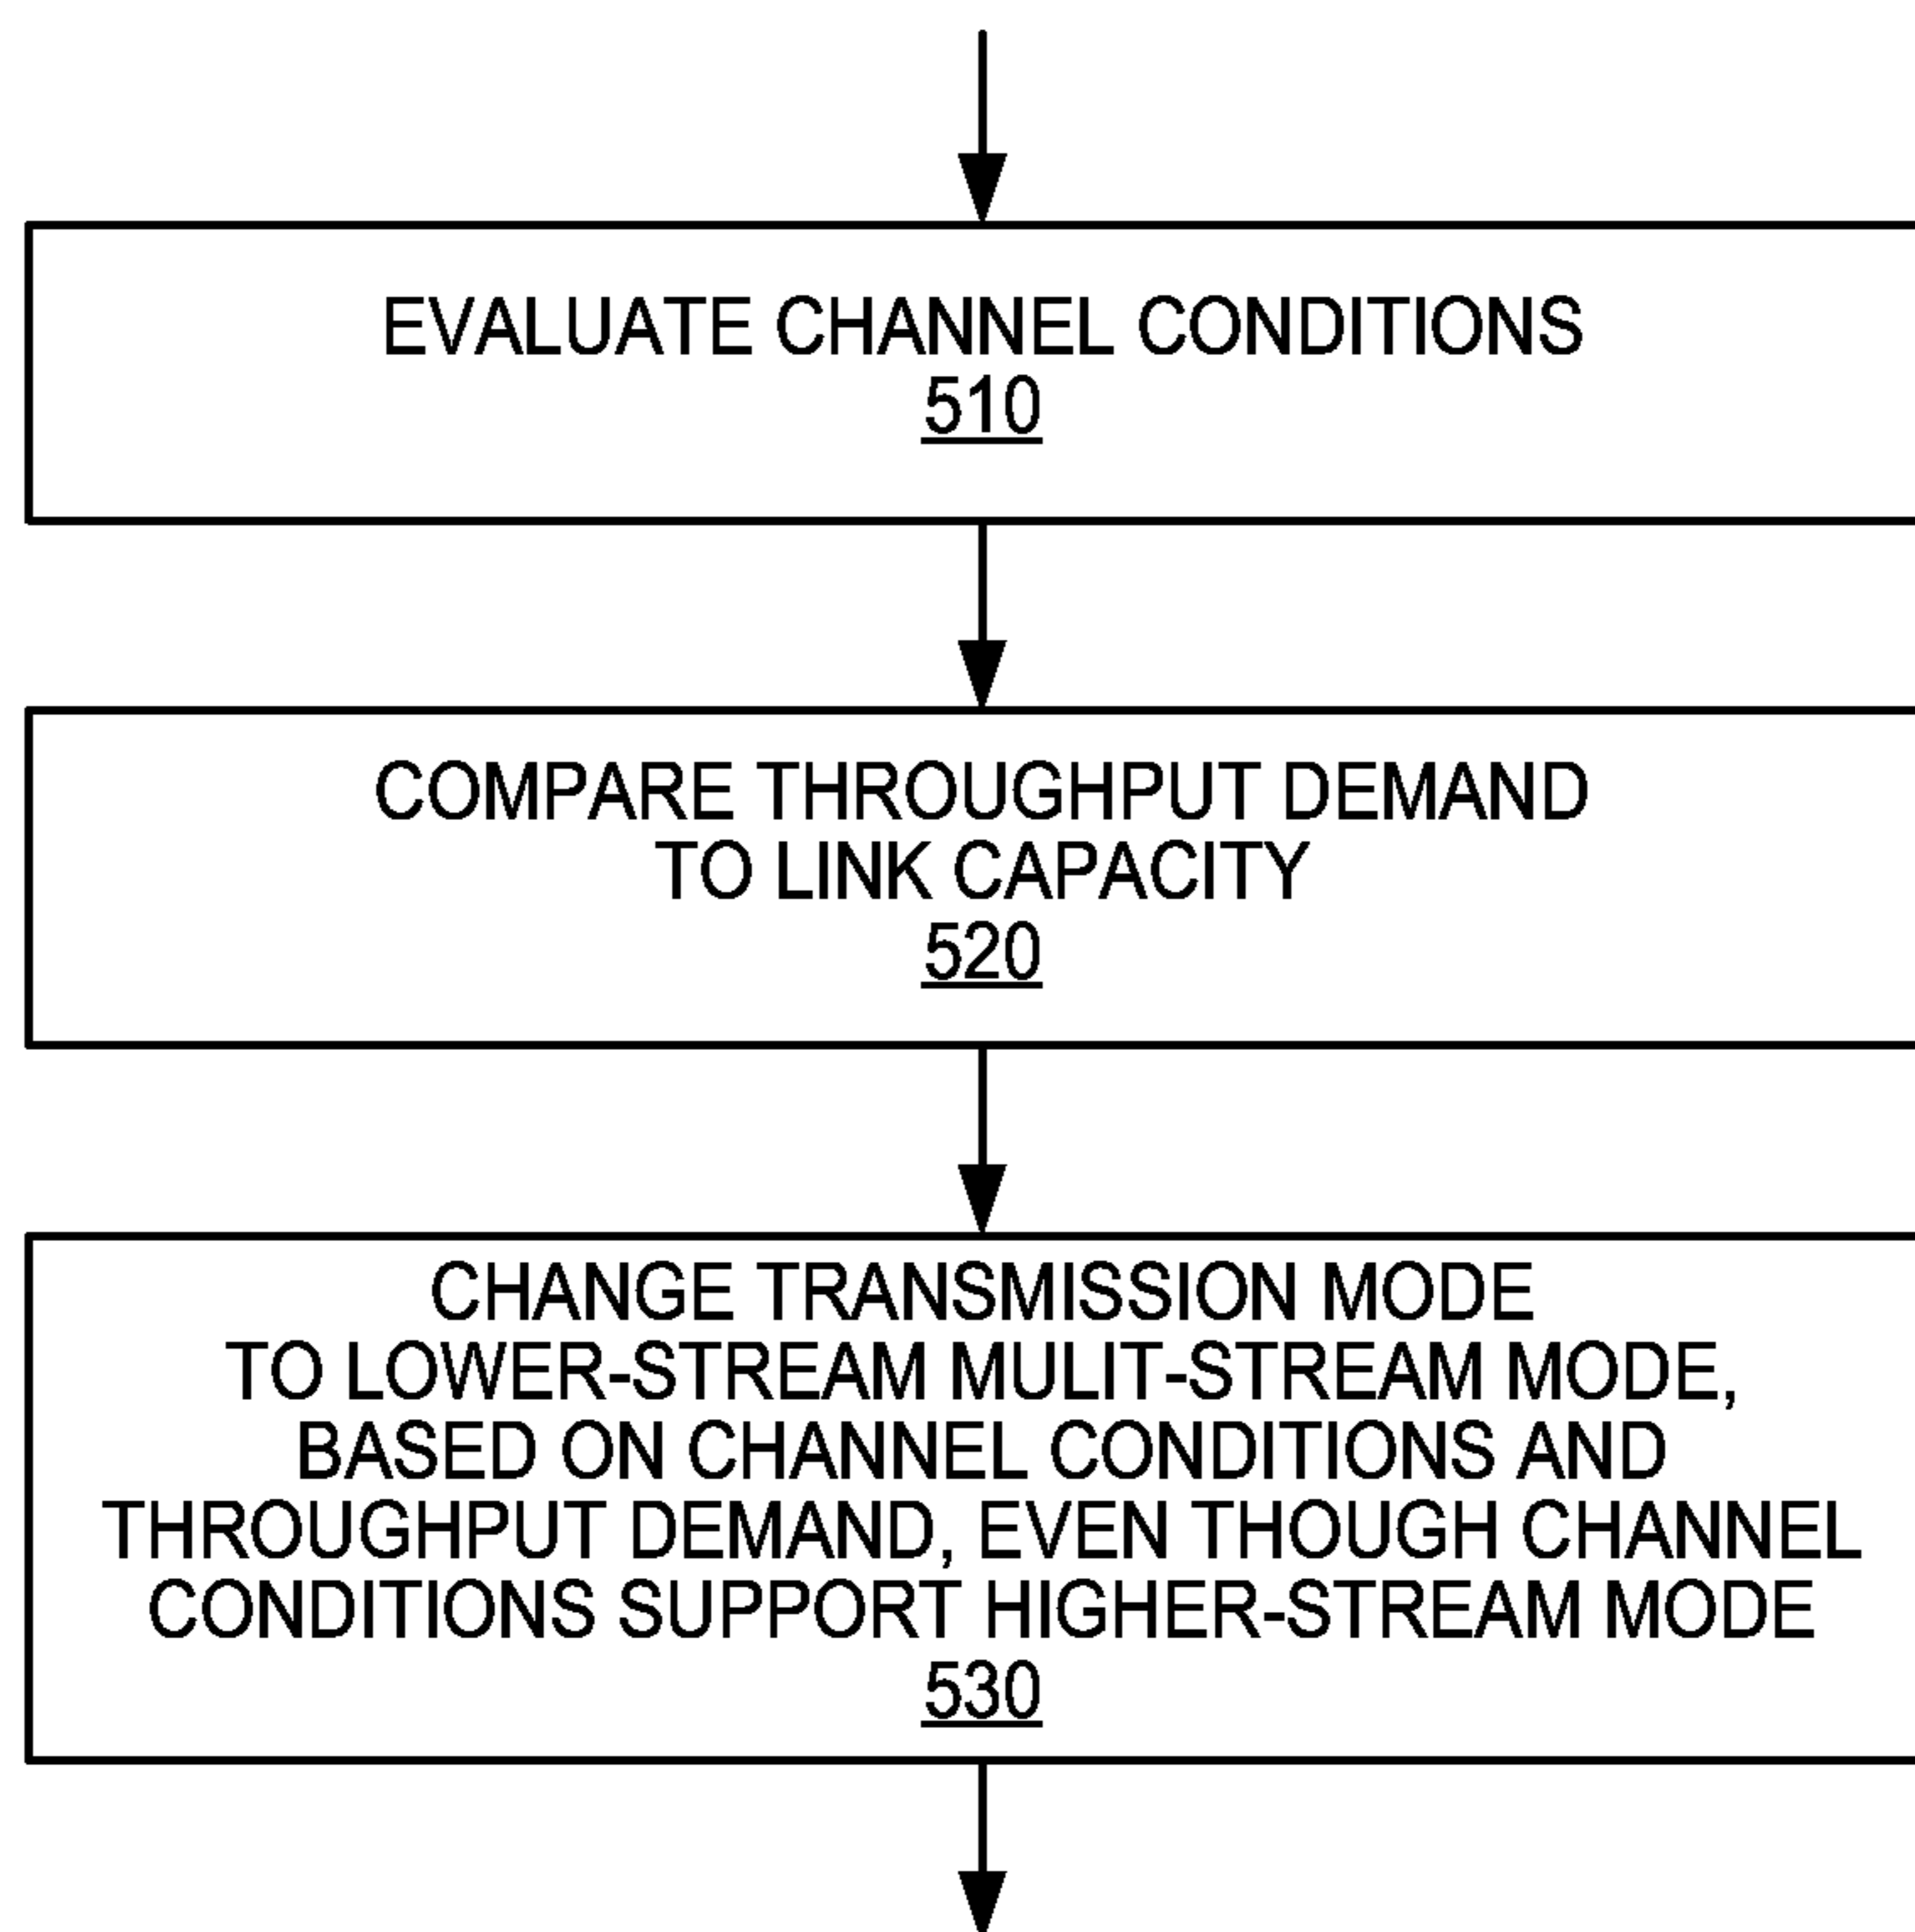 EVALUATE CHANNEL CONDITIONS
510
COMPARE THROUGHPUT DEMAND
TO LINK CAPACITY
520
CHANGE TRANSMISSION MODE
TO LOWER-STREAM MULIT-STREAM MODE,
BASED ON CHANNEL CONDITIONS AND
THROUGHPUT DEMAND, EVEN THOUGH CHANNEL
CONDITIONS SUPPORT HIGHER-STREAM MODE
530